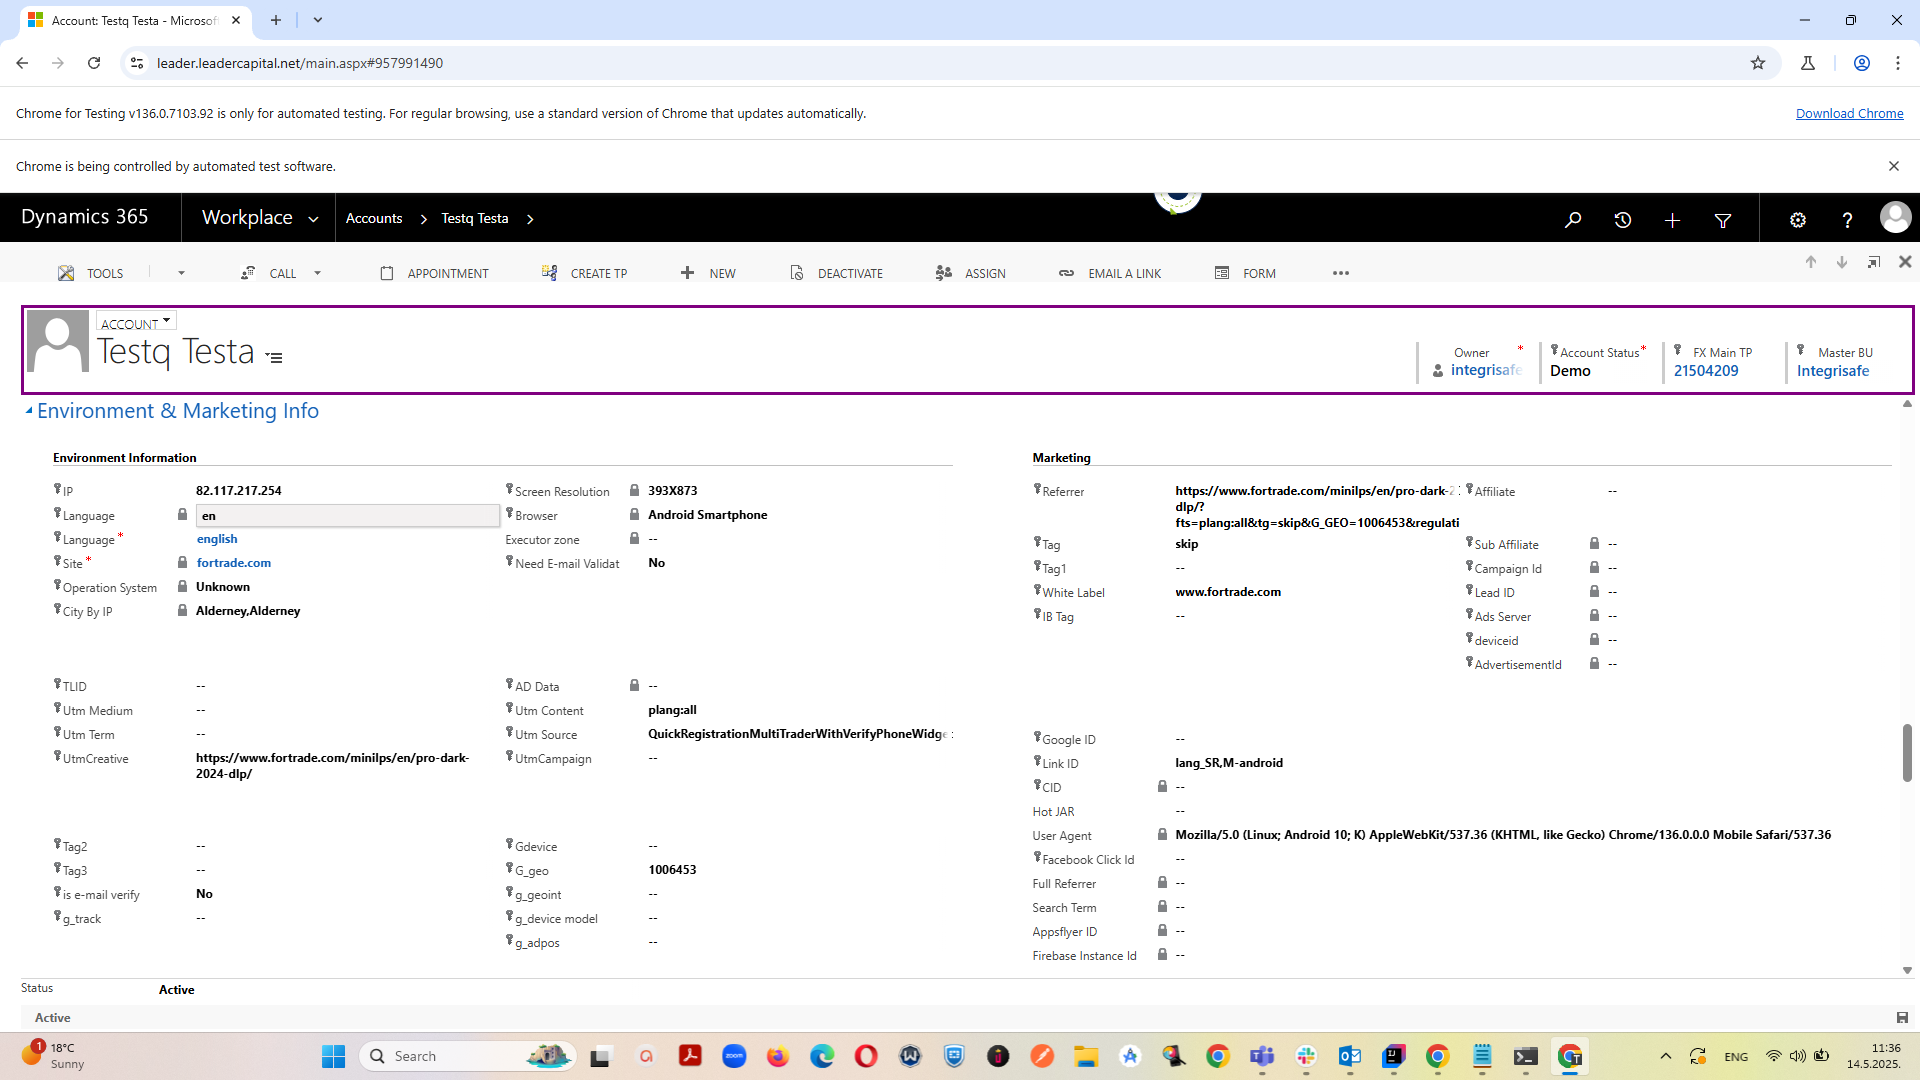 Account: Testq Testa - Microsof
leader.leadercapital.net/main.aspx#957991490
Chrome for Testing v136.0.7103.92 is only for automated testing. For regular browsing, use a standard version of Chrome that updates automatically.
Download Chrome
Chrome is being controlled by automated test software.
Dynamics 365
Workplace
Accounts
Testq Testa
TOOLS
CALL
APPOINTMENT
CREATE TP
NEW
DEACTIVATE
ASSIGN
EMAIL A LINK
FORM
ACCOUNT
Testq Testa
Owner *
integrisafe
Account Status *
Demo
FX Main TP
21504209
Master BU
Integrisafe
Environment & Marketing Info
Environment Information
IP 82.117.217.254
Language en
Language * english
Site * fortrade.com
Operation System Unknown
City By IP Alderney,Alderney
Screen Resolution 393X873
Browser Android Smartphone
Executor zone --
Need E-mail Validat No
TLID --
Utm Medium --
Utm Term --
UtmCreative https://www.fortrade.com/minilps/en/pro-dark-
2024-dlp/
AD Data --
Utm Content plang:all
Utm Source QuickRegistrationMultiTraderWithVerifyPhoneWidge
UtmCampaign --
Tag2 --
Tag3 --
is e-mail verify No
g_track --
Gdevice --
G_geo 1006453
g_geoint --
g_device model --
g_adpos --
Marketing
Referrer https://www.fortrade.com/minilps/en/pro-dark-2
dlp/?
fts=plang:all&tg=skip&G_GEO=1006453&regulati
Tag skip
Tag1 --
White Label www.fortrade.com
IB Tag --
Affiliate --
Sub Affiliate --
Campaign Id --
Lead ID --
Ads Server --
deviceid --
AdvertisementId --
Google ID --
Link ID lang_SR,M-android
CID --
Hot JAR --
User Agent Mozilla/5.0 (Linux; Android 10; K) AppleWebKit/537.36 (KHTML, like Gecko) Chrome/136.0.0.0 Mobile Safari/537.36
Facebook Click Id --
Full Referrer --
Search Term --
Appsflyer ID --
Firebase Instance Id --
Status Active
Active
1
18°C
Sunny
Search
zoom
ENG
11:36
14.5.2025.